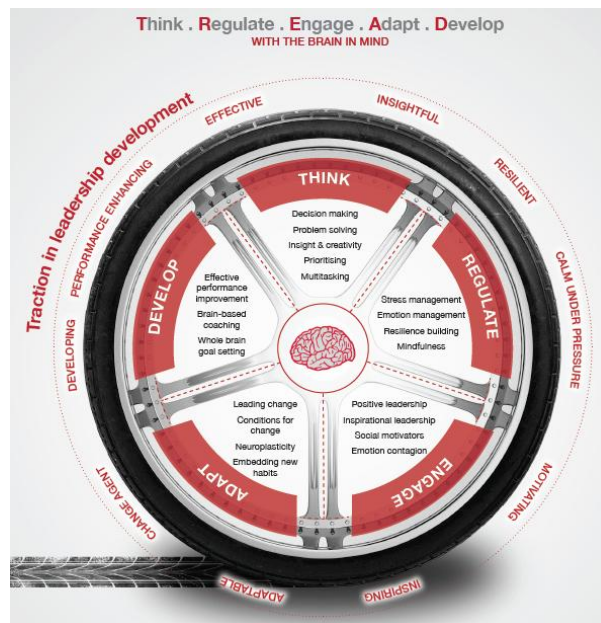 Think . Regulate . Engage . Adapt . Develop
WITH THE BRAIN IN MIND
Traction in leadership development
EFFECTIVE
INSIGHTFUL
RESILIENT
CALM UNDER PRESSURE
MOTIVATING
INSPIRING
ADAPTABLE
CHANGE AGENT
DEVELOPING
PERFORMANCE ENHANCING
THINK
Decision making
Problem solving
Insight & creativity
Prioritising
Multitasking
REGULATE
Stress management
Emotion management
Resilience building
Mindfulness
ENGAGE
Positive leadership
Inspirational leadership
Social motivators
Emotion contagion
ADAPT
Leading change
Conditions for
change
Neuroplasticity
Embedding new
habits
DEVELOP
Effective
performance
improvement
Brain-based
coaching
Whole brain
goal setting